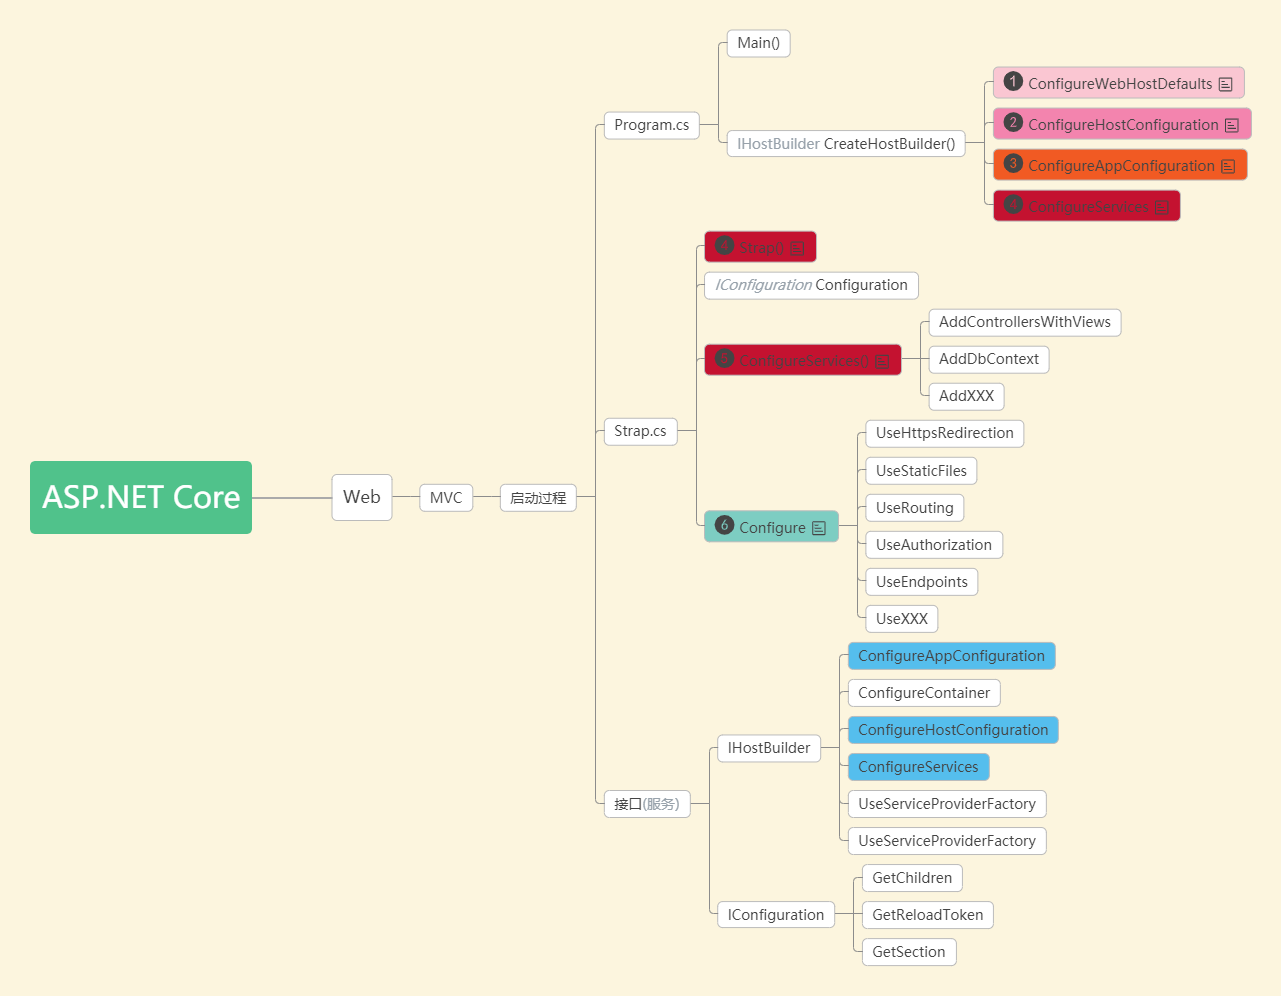 ASP.NET Core
Web
MVC
启动过程
Program.cs
Main()
IHostBuilder CreateHostBuilder()
1 ConfigureWebHostDefaults
2 ConfigureHostConfiguration
3 ConfigureAppConfiguration
4 ConfigureServices
Strap.cs
4 Strap()
IConfiguration Configuration
5 ConfigureServices()
AddControllersWithViews
AddDbContext
AddXXX
6 Configure
UseHttpsRedirection
UseStaticFiles
UseRouting
UseAuthorization
UseEndpoints
UseXXX
接口(服务)
IHostBuilder
ConfigureAppConfiguration
ConfigureContainer
ConfigureHostConfiguration
ConfigureServices
UseServiceProviderFactory
UseServiceProviderFactory
IConfiguration
GetChildren
GetReloadToken
GetSection